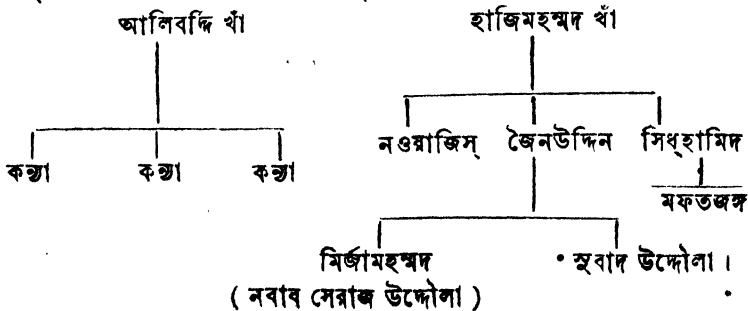 আলিবর্দ্দি খাঁ হাজিমহম্মদ খাঁ
নওয়াজিস্ জৈনউদ্দিন সিধ্হামিদ
কন্যা কন্যা কন্যা
মফতজঙ্গ
মির্জামহম্মদ সুবাদ উদ্দৌলা।
( নবাব সেরাজ উদ্দৌলা )